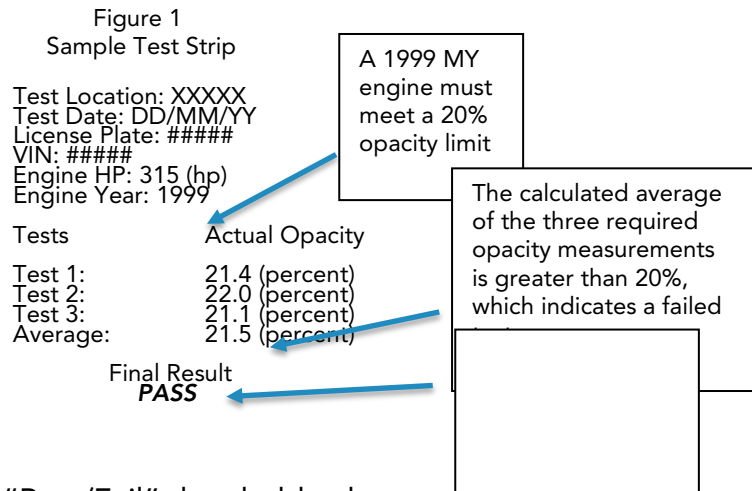 Figure 1
Sample Test Strip
Test Location: XXXXX
Test Date: DD/MM/YY
License Plate: #####
VIN: #####
Engine HP: 315 (hp)
Engine Year: 1999
A 1999 MY
engine must
meet a 20%
opacity limit
Tests Actual Opacity
Test 1: 21.4 (percent)
Test 2: 22.0 (percent)
Test 3: 21.1 (percent)
Average: 21.5 (percent)
The calculated average
of the three required
opacity measurements
is greater than 20%,
which indicates a failed
Final Result
PASS